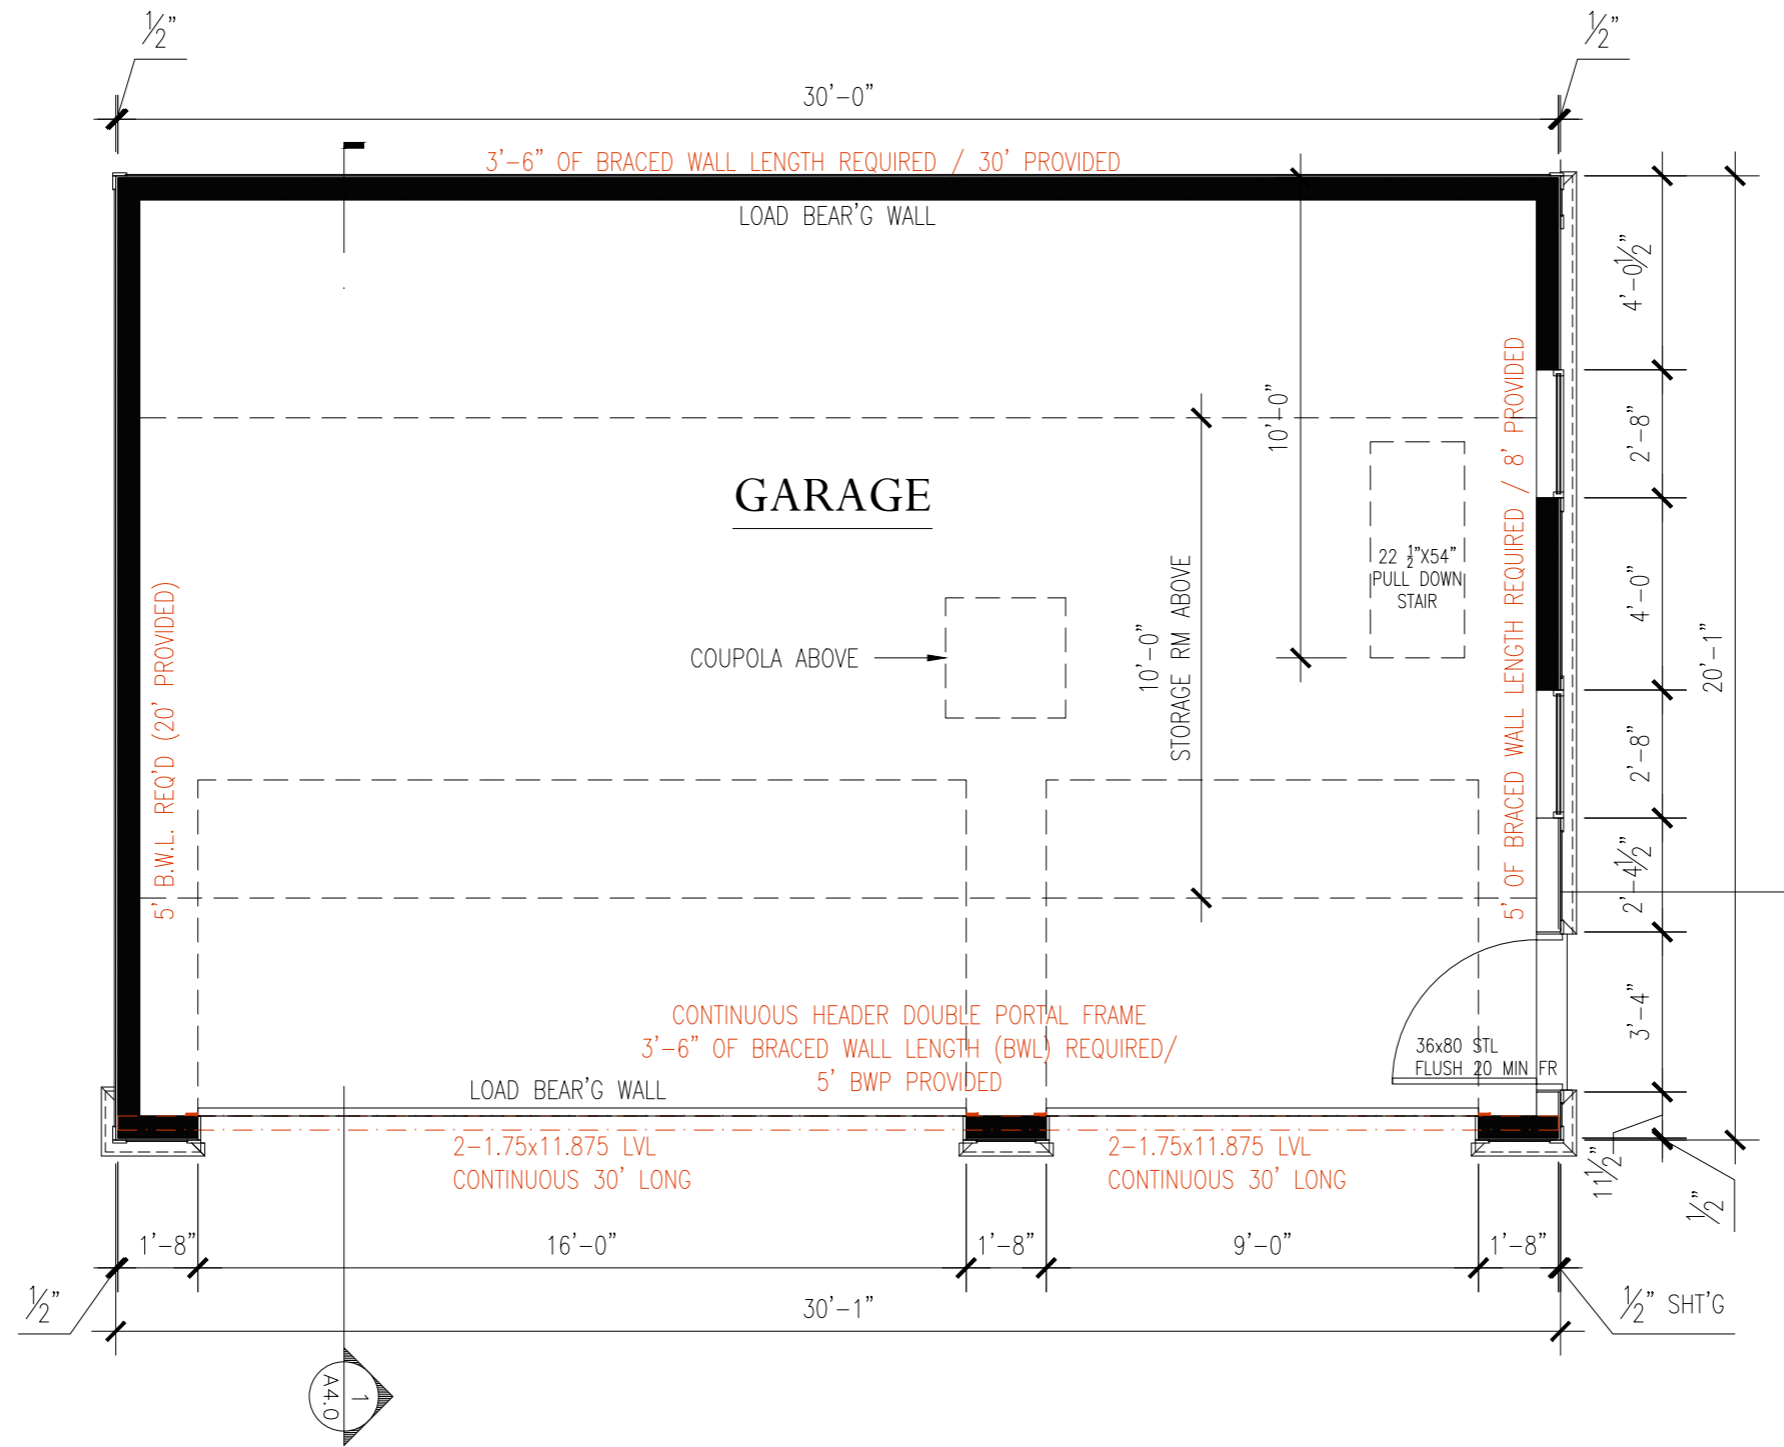 ½"
½"
30'-0"
3'-6" OF BRACED WALL LENGTH REQUIRED / 30' PROVIDED
LOAD BEAR'G WALL
4'-0½"
10'-0"
2'-8"
5' OF BRACED WALL LENGTH REQUIRED / 8' PROVIDED
GARAGE
22 ½"X54"
PULL DOWN
STAIR
4'-0"
20'-1"
10'-0"
STORAGE RM ABOVE
COUPOLA ABOVE
5' B.W.L. REQ'D (20' PROVIDED)
2'-8"
2'-4½"
3'-4"
CONTINUOUS HEADER DOUBLE PORTAL FRAME
3'-6" OF BRACED WALL LENGTH (BWL) REQUIRED/
5' BWP PROVIDED
36x80 STL
FLUSH 20 MIN FR
LOAD BEAR'G WALL
2-1.75x11.875 LVL
CONTINUOUS 30' LONG
2-1.75x11.875 LVL
CONTINUOUS 30' LONG
11½"
½"
1'-8"
16'-0"
1'-8"
9'-0"
1'-8"
½"
30'-1"
½" SHT'G
1
A4.0